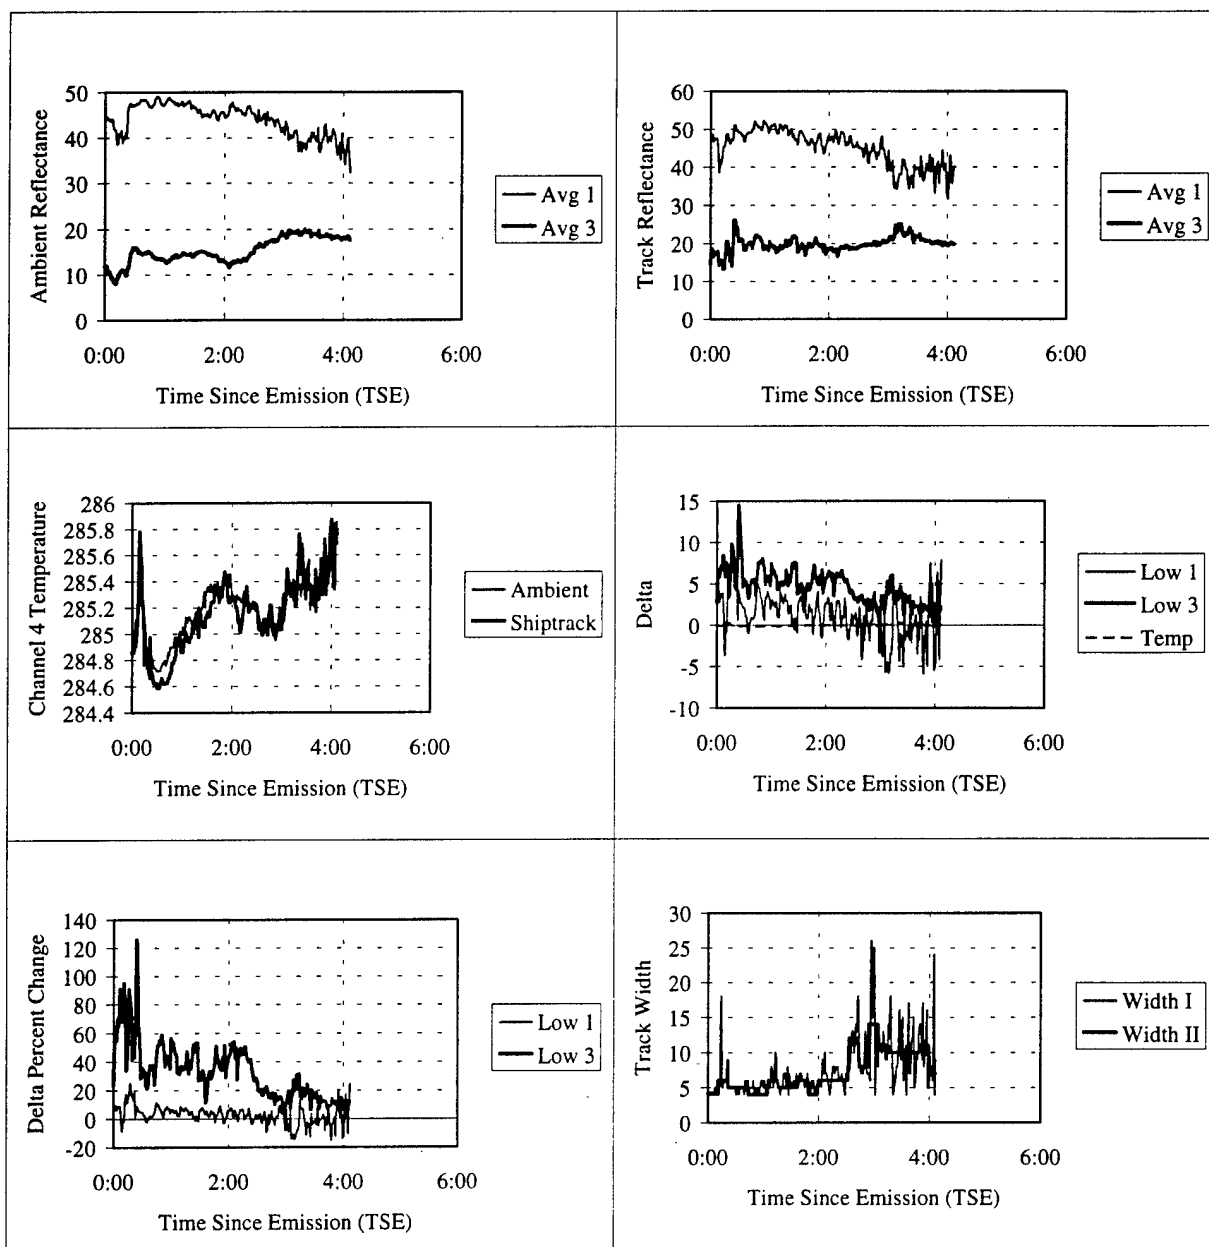 50
40
30
20
10
0
Ambient Reflectance
0:00 2:00 4:00 6:00
Time Since Emission (TSE)
Avg 1
Avg 3
60
50
40
30
20
10
0
Track Reflectance
0:00 2:00 4:00 6:00
Time Since Emission (TSE)
Avg 1
Avg 3
286
285.8
285.6
285.4
285.2
285
284.8
284.6
284.4
Channel 4 Temperature
0:00 2:00 4:00 6:00
Time Since Emission (TSE)
Ambient
Shiptrack
15
10
5
0
-5
-10
Delta
0:00 2:00 4:00 6:00
Time Since Emission (TSE)
Low 1
Low 3
Temp
140
120
100
80
60
40
20
0
-20
Delta Percent Change
0:00 2:00 4:00 6:00
Time Since Emission (TSE)
Low 1
Low 3
30
25
20
15
10
5
0
Track Width
0:00 2:00 4:00 6:00
Time Since Emission (TSE)
Width I
Width II